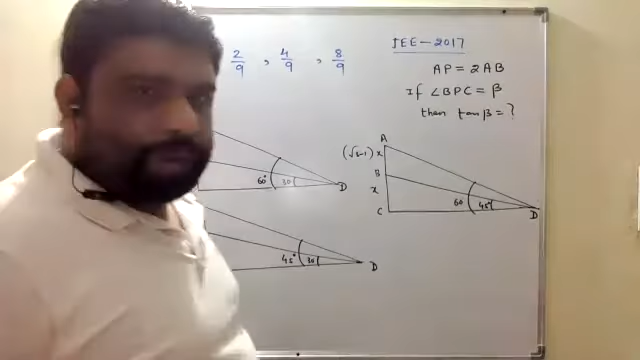 2/9 , 4/9 , 8/9
JEE-2017
AP = 2AB
If ∠BPC = β
then tanβ = ?
A
(√3-1)x
B
x
C
60 45°
D
60° 30
D
45° 30
D